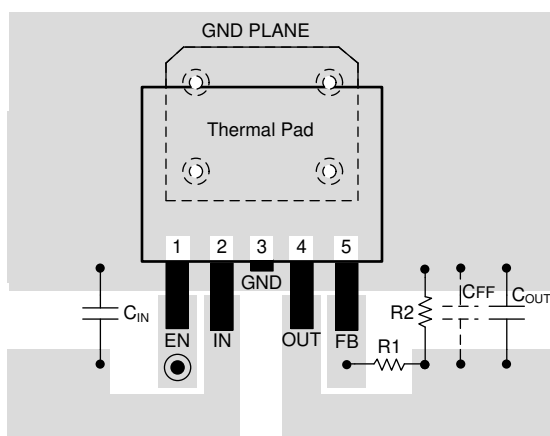 GND PLANE
Thermal Pad
1 2 3 4 5
GND
CIN
EN IN OUT FB
R2
CFF
COUT
R1